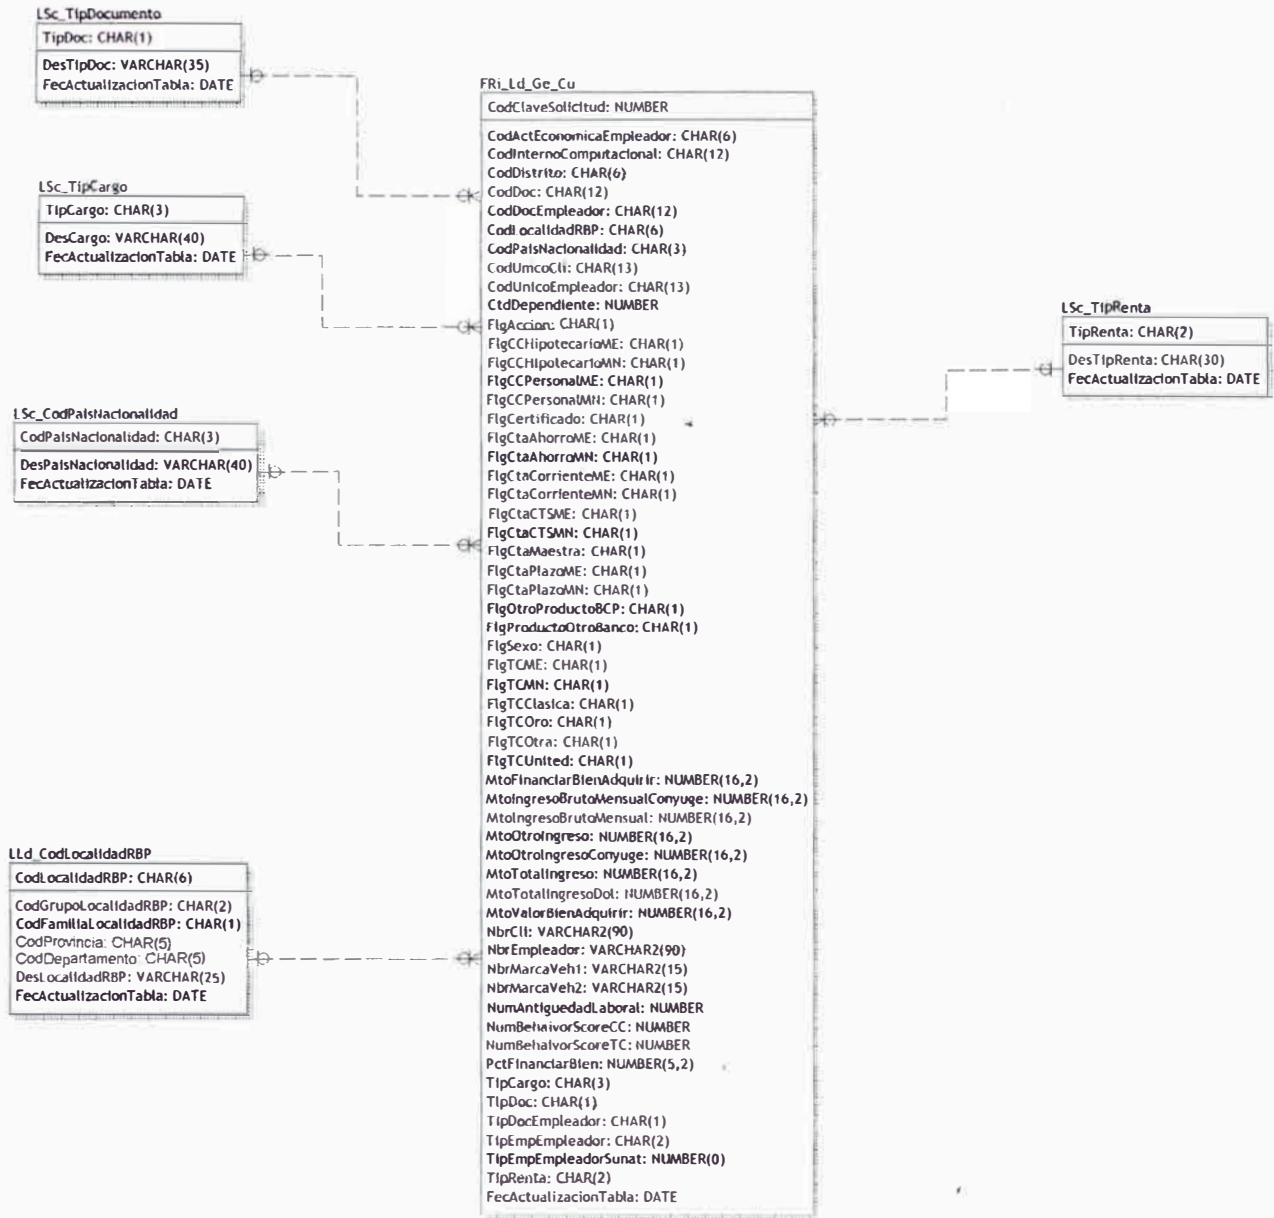 LSc_TipDocumento
TipDoc: CHAR(1)
DesTipDoc: VARCHAR(35)
FecActualizacionTabla: DATE
LSc_TipCargo
TipCargo: CHAR(3)
DesCargo: VARCHAR(40)
FecActualizacionTabla: DATE
LSc_CodPaisNacionalidad
CodPaisNacionalidad: CHAR(3)
DesPaisNacionalidad: VARCHAR(40)
FecActualizacionTabla: DATE
LLd_CodLocalidadRBP
CodLocalidadRBP: CHAR(6)
CodGrupoLocalidadRBP: CHAR(2)
CodFamiliaLocalidadRBP: CHAR(1)
CodProvincia: CHAR(5)
CodDepartamento: CHAR(5)
DesLocalidadRBP: VARCHAR(25)
FecActualizacionTabla: DATE
FRi_Ld_Ge_Cu
CodClaveSolicitud: NUMBER
CodActEconomicaEmpleador: CHAR(6)
CodInternoComputacional: CHAR(12)
CodDistrito: CHAR(6)
CodDoc: CHAR(12)
CodDocEmpleador: CHAR(12)
CodLocalidadRBP: CHAR(6)
CodPaisNacionalidad: CHAR(3)
CodUmcoCli: CHAR(13)
CodUnicoEmpleador: CHAR(13)
CtdDependiente: NUMBER
FlgAccion: CHAR(1)
FlgCCHipotecarioME: CHAR(1)
FlgCCHipotecarioMN: CHAR(1)
FlgCCPersonalME: CHAR(1)
FlgCCPersonalMN: CHAR(1)
FlgCertificado: CHAR(1)
FlgCtaAhorroME: CHAR(1)
FlgCtaAhorroMN: CHAR(1)
FlgCtaCorrienteME: CHAR(1)
FlgCtaCorrienteMN: CHAR(1)
FlgCtaCTSME: CHAR(1)
FlgCtaCTSMN: CHAR(1)
FlgCtaMaestra: CHAR(1)
FlgCtaPlazoME: CHAR(1)
FlgCtaPlazoMN: CHAR(1)
FlgOtroProductoBCP: CHAR(1)
FlgProductoOtroBanco: CHAR(1)
FlgSexo: CHAR(1)
FlgTCME: CHAR(1)
FlgTCMN: CHAR(1)
FlgTCClasica: CHAR(1)
FlgTCOro: CHAR(1)
FlgTCOtra: CHAR(1)
FlgTCUnited: CHAR(1)
MtoFinanciarBienAdquirir: NUMBER(16,2)
MtoIngresoBrutoMensualConyuge: NUMBER(16,2)
MtoIngresoBrutoMensual: NUMBER(16,2)
MtoOtroIngreso: NUMBER(16,2)
MtoOtroIngresoConyuge: NUMBER(16,2)
MtoTotalIngreso: NUMBER(16,2)
MtoTotalIngresoDol: NUMBER(16,2)
MtoValorBienAdquirir: NUMBER(16,2)
NbrCli: VARCHAR2(90)
NbrEmpleador: VARCHAR2(90)
NbrMarcaVeh1: VARCHAR2(15)
NbrMarcaVeh2: VARCHAR2(15)
NumAntiguedadLaboral: NUMBER
NumBehaivorScoreCC: NUMBER
NumBehaivorScoreTC: NUMBER
PctFinanciarBien: NUMBER(5,2)
TipCargo: CHAR(3)
TipDoc: CHAR(1)
TipDocEmpleador: CHAR(1)
TipEmpEmpleador: CHAR(2)
TipEmpEmpleadorSunat: NUMBER(0)
TipRenta: CHAR(2)
FecActualizacionTabla: DATE
LSc_TipRenta
TipRenta: CHAR(2)
DesTipRenta: CHAR(30)
FecActualizacionTabla: DATE